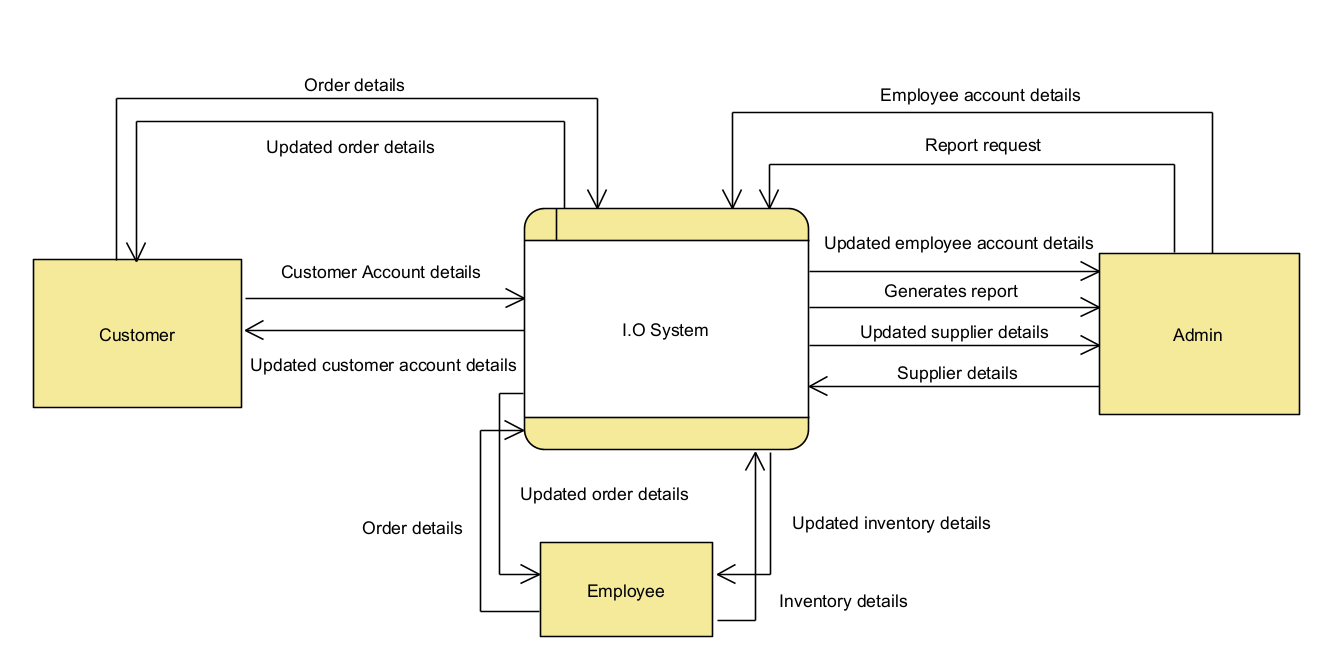 Order details
Employee account details
Updated order details
Report request
Updated employee account details
Customer Account details
Generates report
Customer
I.O System
Updated supplier details
Admin
Updated customer account details
Supplier details
Updated order details
Order details
Updated inventory details
Employee
Inventory details